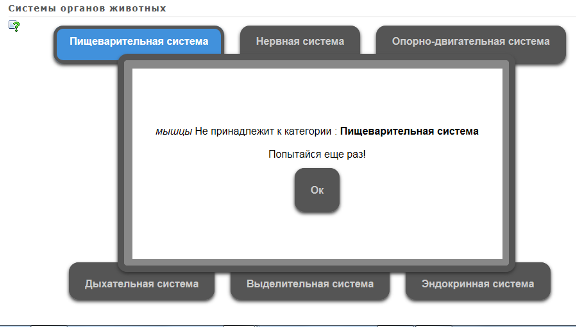 Системы органов животных
Пищеварительная система
Нервная система
Опорно-двигательная система
мышцы Не принадлежит к категории : Пищеварительная система
Попытайся еще раз!
Ок
Дыхательная система
Выделительная система
Эндокринная система